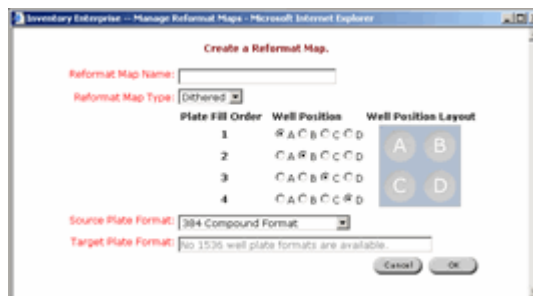 Inventory Enterprise -- Manage Reformat Maps - Microsoft Internet Explorer
Create a Reformat Map.
Reformat Map Name:
Reformat Map Type: Dithered
Plate Fill Order Well Position Well Position Layout
1 A B C D
2 A B C D
3 A B C D
4 A B C D
A B
C D
Source Plate Format: 384 Compound Format
Target Plate Format: No 1536 well plate formats are available.
Cancel OK